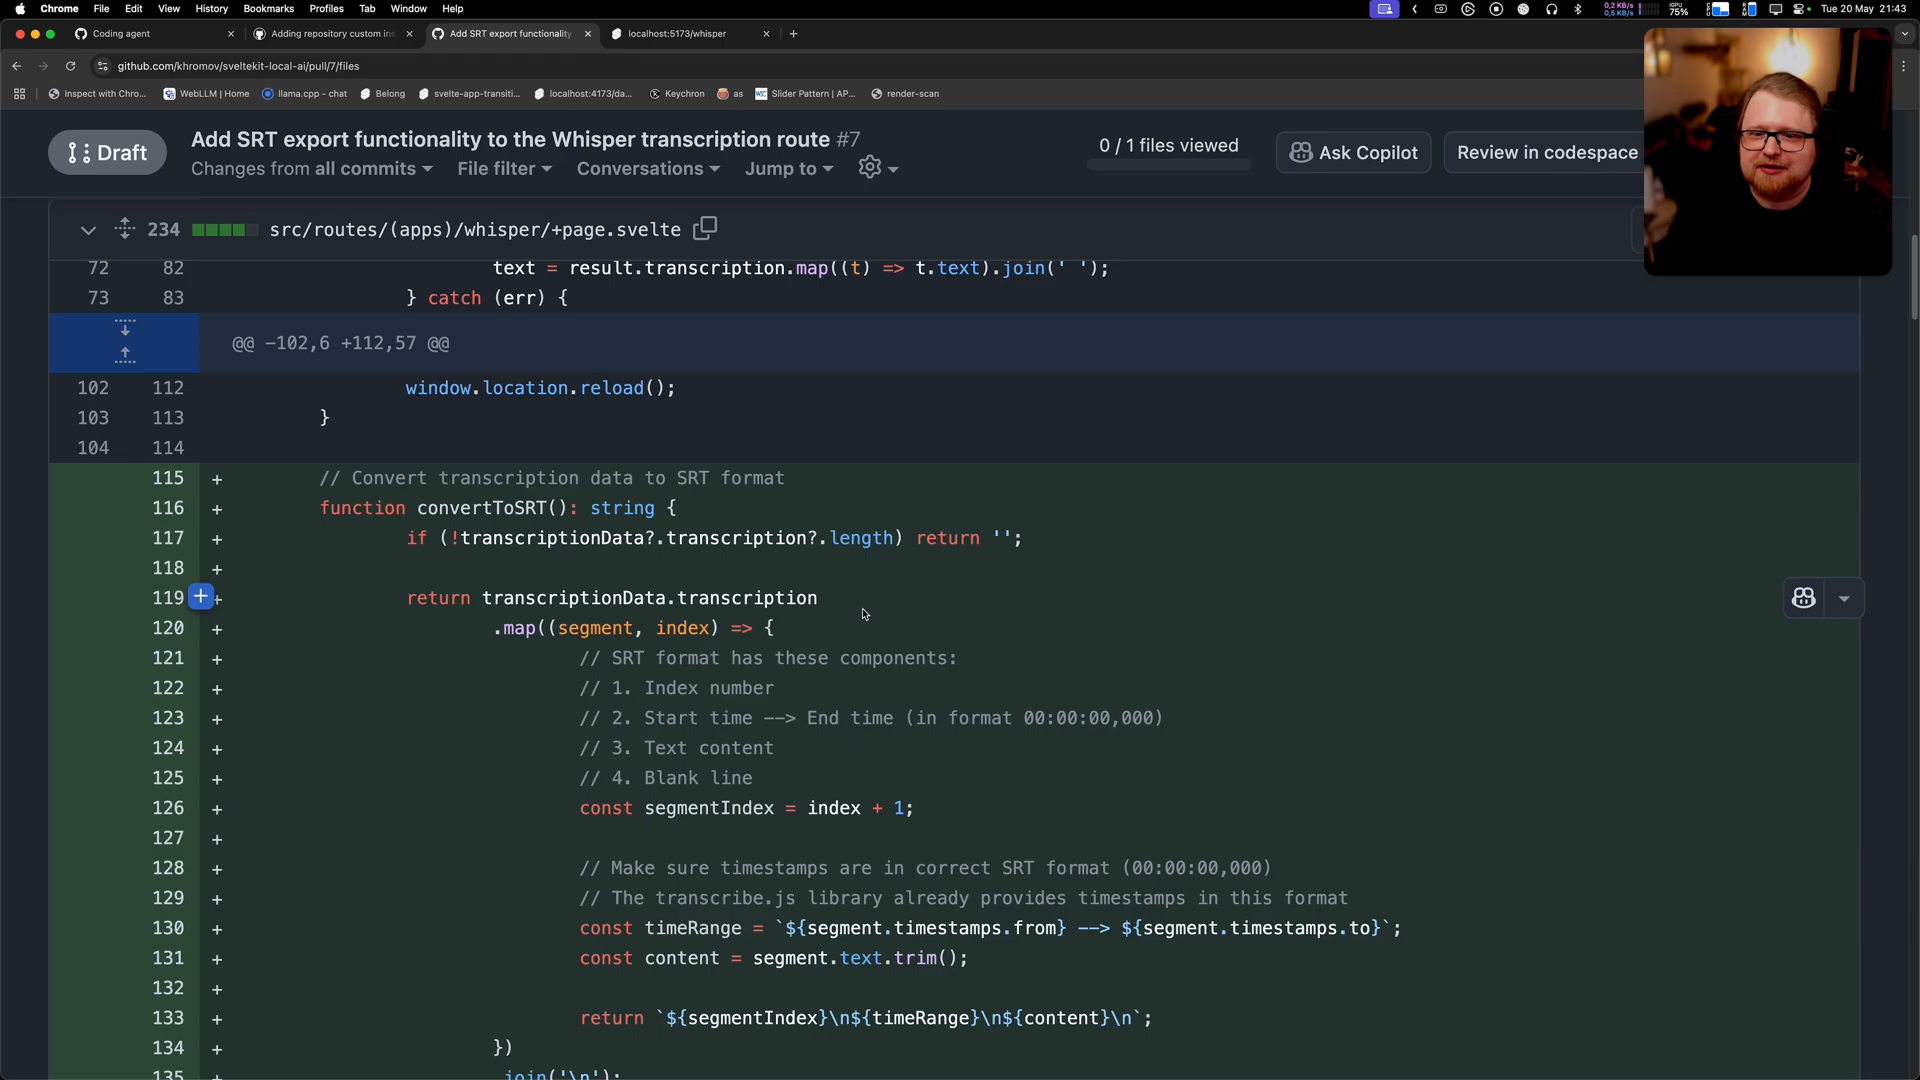 Chrome File Edit View History Bookmarks Profiles Tab Window Help
0,2 KB/s
0,5 KB/s
75%
Tue 20 May 21:43
Coding agent
Adding repository custom ins
Add SRT export functionality
localhost:5173/whisper
github.com/khromov/sveltekit-local-ai/pull/7/files
Inspect with Chro...
WebLLM | Home
llama.cpp - chat
Belong
svelte-app-transiti...
localhost:4173/da...
Keychron
as
Slider Pattern | AP...
render-scan
Draft
Add SRT export functionality to the Whisper transcription route #7
Changes from all commits File filter Conversations Jump to
0 / 1 files viewed
Ask Copilot
Review in codespace
234 src/routes/(apps)/whisper/+page.svelte
72 82 text = result.transcription.map((t) => t.text).join(' ');
73 83 } catch (err) {
@@ -102,6 +112,57 @@
102 112 window.location.reload();
103 113 }
104 114
115 + // Convert transcription data to SRT format
116 + function convertToSRT(): string {
117 + if (!transcriptionData?.transcription?.length) return '';
118 +
119 + return transcriptionData.transcription
120 + .map((segment, index) => {
121 + // SRT format has these components:
122 + // 1. Index number
123 + // 2. Start time --> End time (in format 00:00:00,000)
124 + // 3. Text content
125 + // 4. Blank line
126 + const segmentIndex = index + 1;
127 +
128 + // Make sure timestamps are in correct SRT format (00:00:00,000)
129 + // The transcribe.js library already provides timestamps in this format
130 + const timeRange = `${segment.timestamps.from} --> ${segment.timestamps.to}`;
131 + const content = segment.text.trim();
132 +
133 + return `${segmentIndex}\n${timeRange}\n${content}\n`;
134 + })
135 .join('\n');